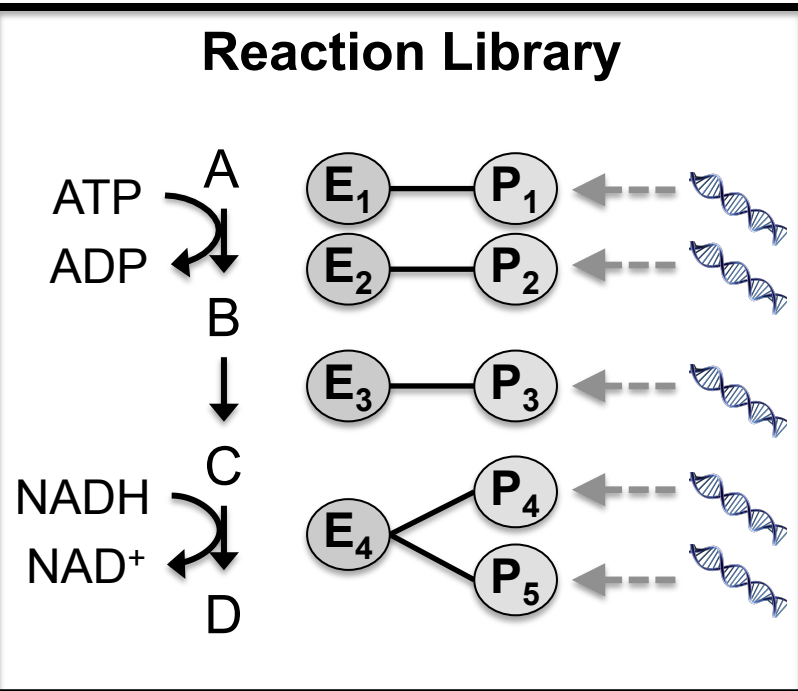 Reaction Library
A
ATP
ADP
B
C
NADH
NAD⁺
D
E₁ P₁
E₂ P₂
E₃ P₃
E₄ P₄
P₅